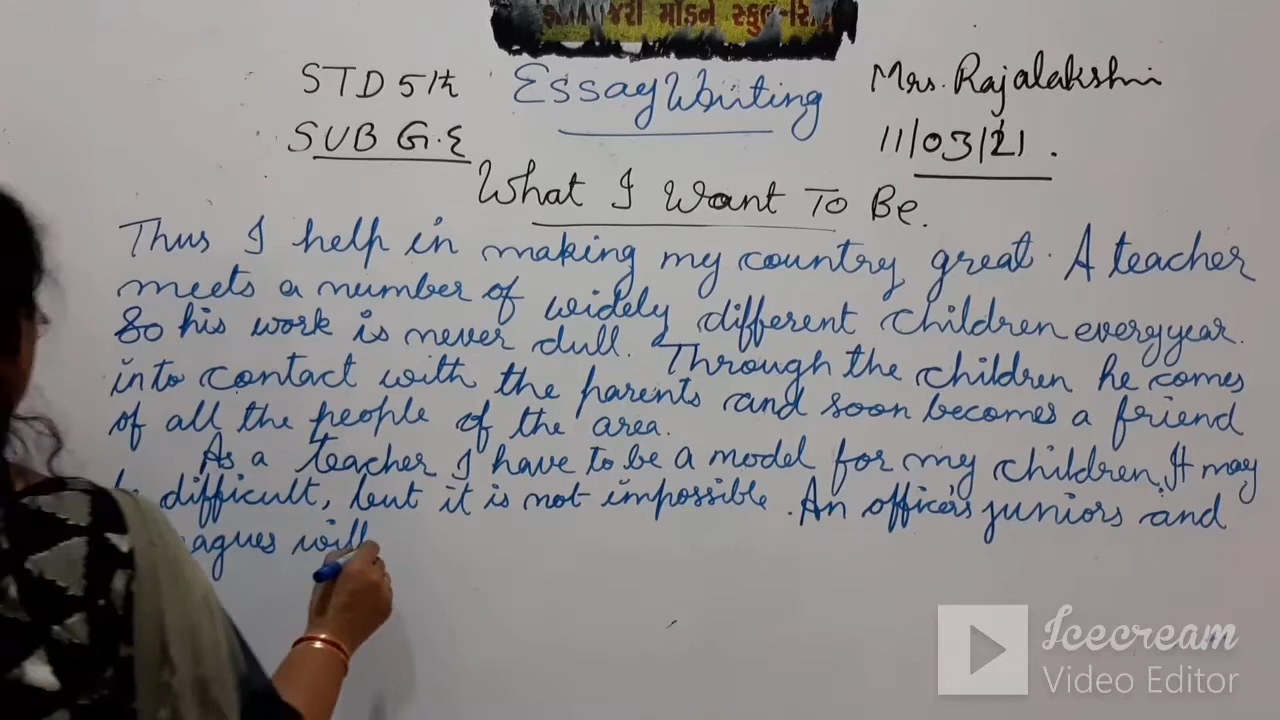 જરી મોડર્ન સ્કુલ
STD 5th Essay Writing Mrs. Rajalakshmi
SUB G.E 11/03/21.
What I Want To Be.
Thus I help in making my country great. A teacher
meets a number of widely different children every year.
So his work is never dull. Through the children he comes
into contact with the parents and soon becomes a friend
of all the people of the area.
As a teacher I have to be a model for my children. It may
difficult, but it is not impossible. An officer's juniors and
agues will
Icecream
Video Editor